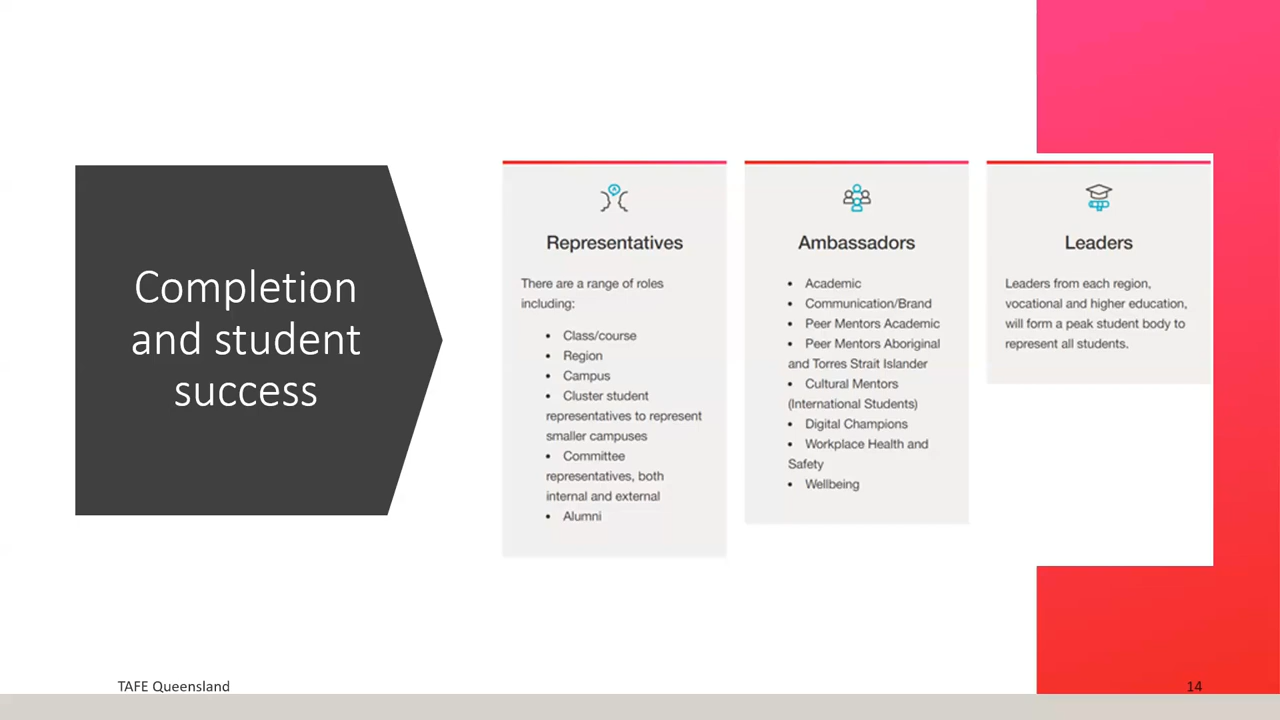 Completion
and student
success
Representatives
There are a range of roles
including:
• Class/course
• Region
• Campus
• Cluster student
representatives to represent
smaller campuses
• Committee
representatives, both
internal and external
• Alumni
Ambassadors
• Academic
• Communication/Brand
• Peer Mentors Academic
• Peer Mentors Aboriginal
and Torres Strait Islander
• Cultural Mentors
(International Students)
• Digital Champions
• Workplace Health and
Safety
• Wellbeing
Leaders
Leaders from each region,
vocational and higher education,
will form a peak student body to
represent all students.
TAFE Queensland
14